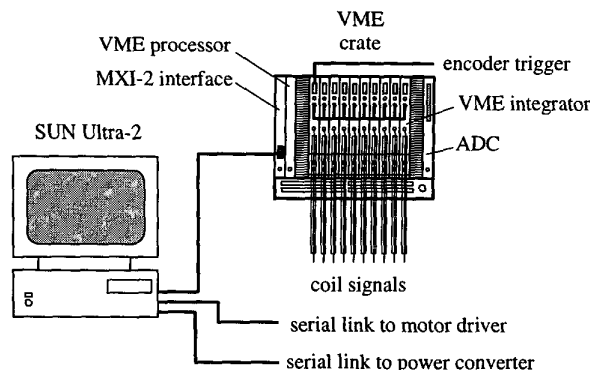 VME
crate
VME processor
encoder trigger
MXI-2 interface
VME integrator
SUN Ultra-2
ADC
coil signals
serial link to motor driver
serial link to power converter